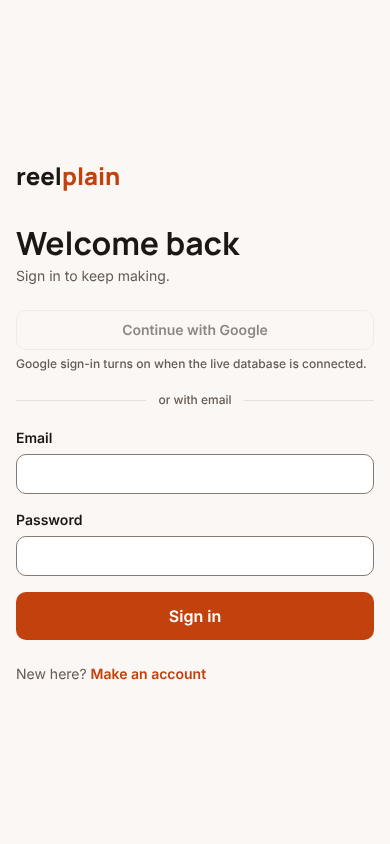 reelplain
Welcome back
Sign in to keep making.
Continue with Google
Google sign-in turns on when the live database is connected.
or with email
Email
Password
Sign in
New here? Make an account